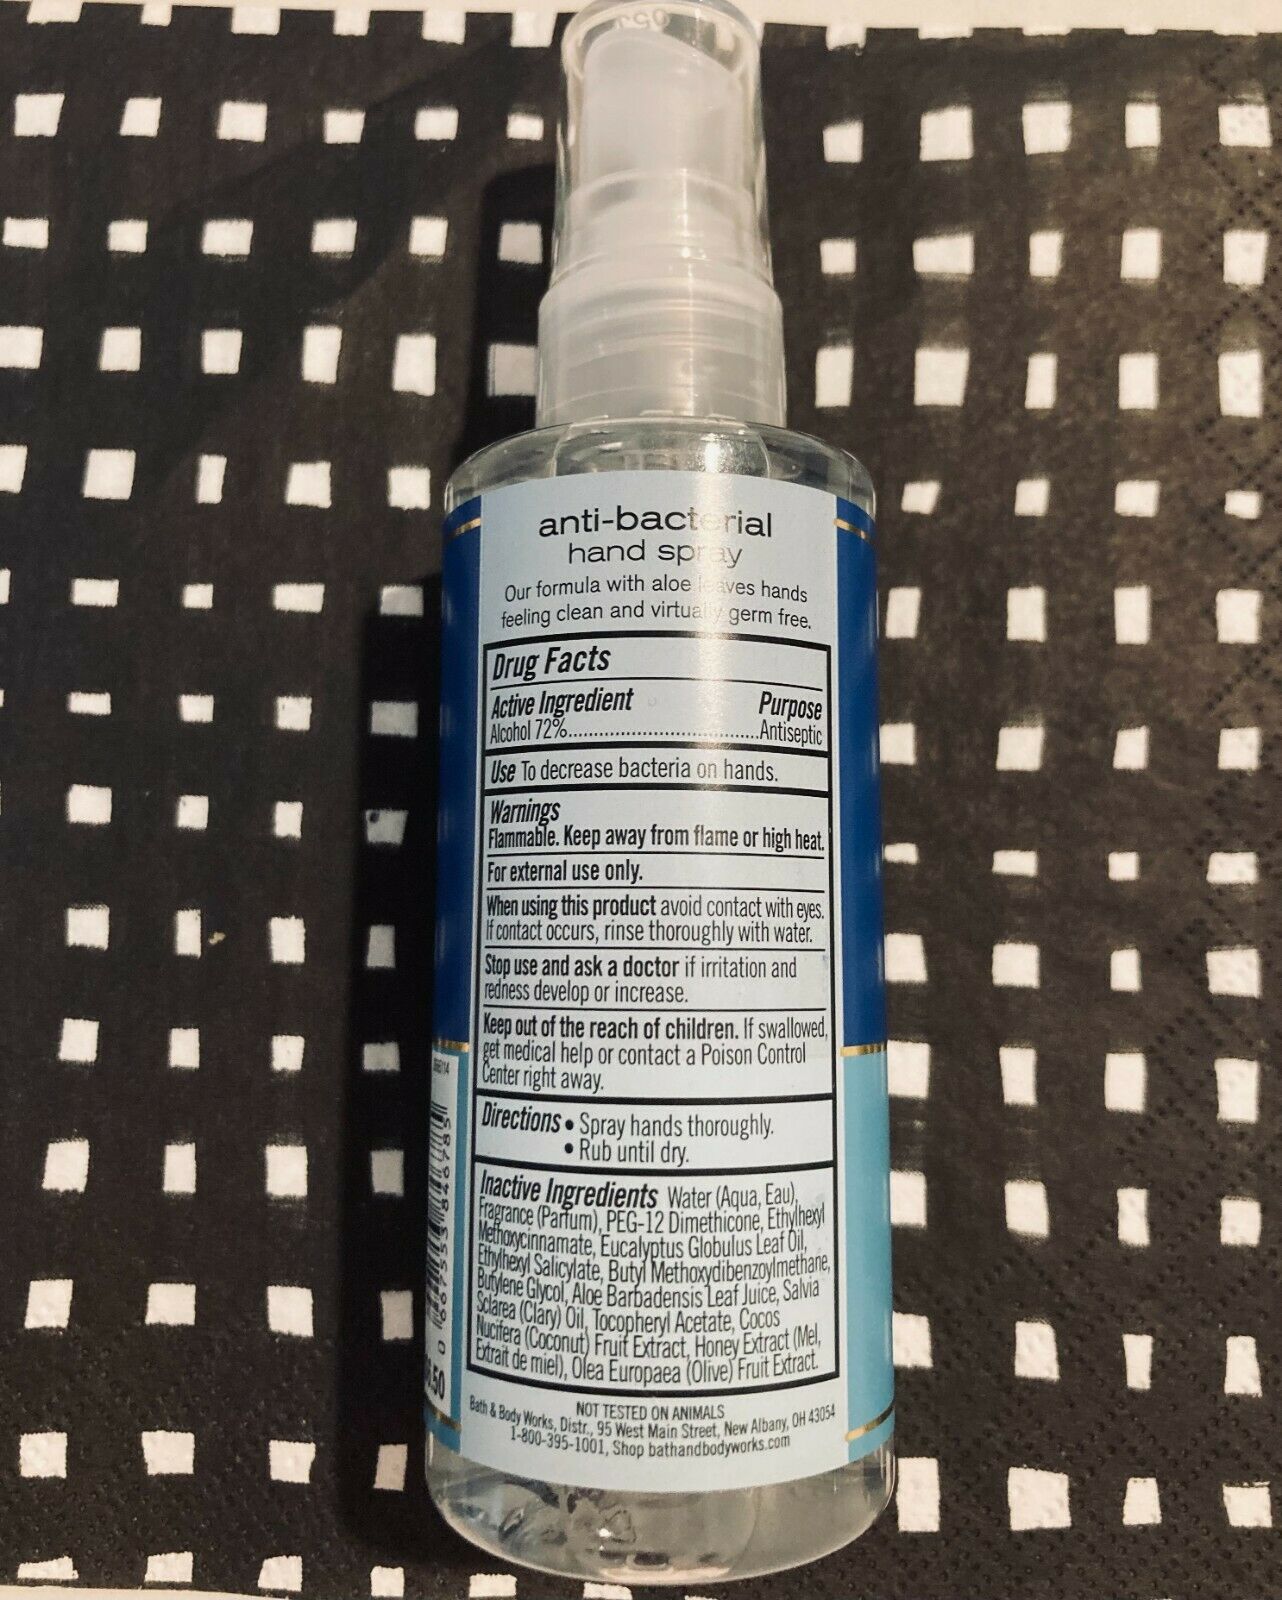 anti-bacterial
hand spray
Our formula with aloe leaves hands
feeling clean and virtually germ free.
Drug Facts
Active Ingredient Purpose
Alcohol 72%..................................Antiseptic
Use To decrease bacteria on hands.
Warnings
Flammable. Keep away from flame or high heat.
For external use only.
When using this product avoid contact with eyes.
If contact occurs, rinse thoroughly with water.
Stop use and ask a doctor if irritation and
redness develop or increase.
Keep out of the reach of children. If swallowed,
get medical help or contact a Poison Control
Center right away.
Directions • Spray hands thoroughly.
• Rub until dry.
Inactive Ingredients Water (Aqua, Eau),
Fragrance (Parfum), PEG-12 Dimethicone, Ethylhexyl
Methoxycinnamate, Eucalyptus Globulus Leaf Oil,
Ethylhexyl Salicylate, Butyl Methoxydibenzoylmethane,
Butylene Glycol, Aloe Barbadensis Leaf Juice, Salvia
Sclarea (Clary) Oil, Tocopheryl Acetate, Cocos
Nucifera (Coconut) Fruit Extract, Honey Extract (Mel,
Extrait de miel), Olea Europaea (Olive) Fruit Extract.
NOT TESTED ON ANIMALS
Bath & Body Works, Distr., 95 West Main Street, New Albany, OH 43054
1-800-395-1001, Shop bathandbodyworks.com
0 667553 846785